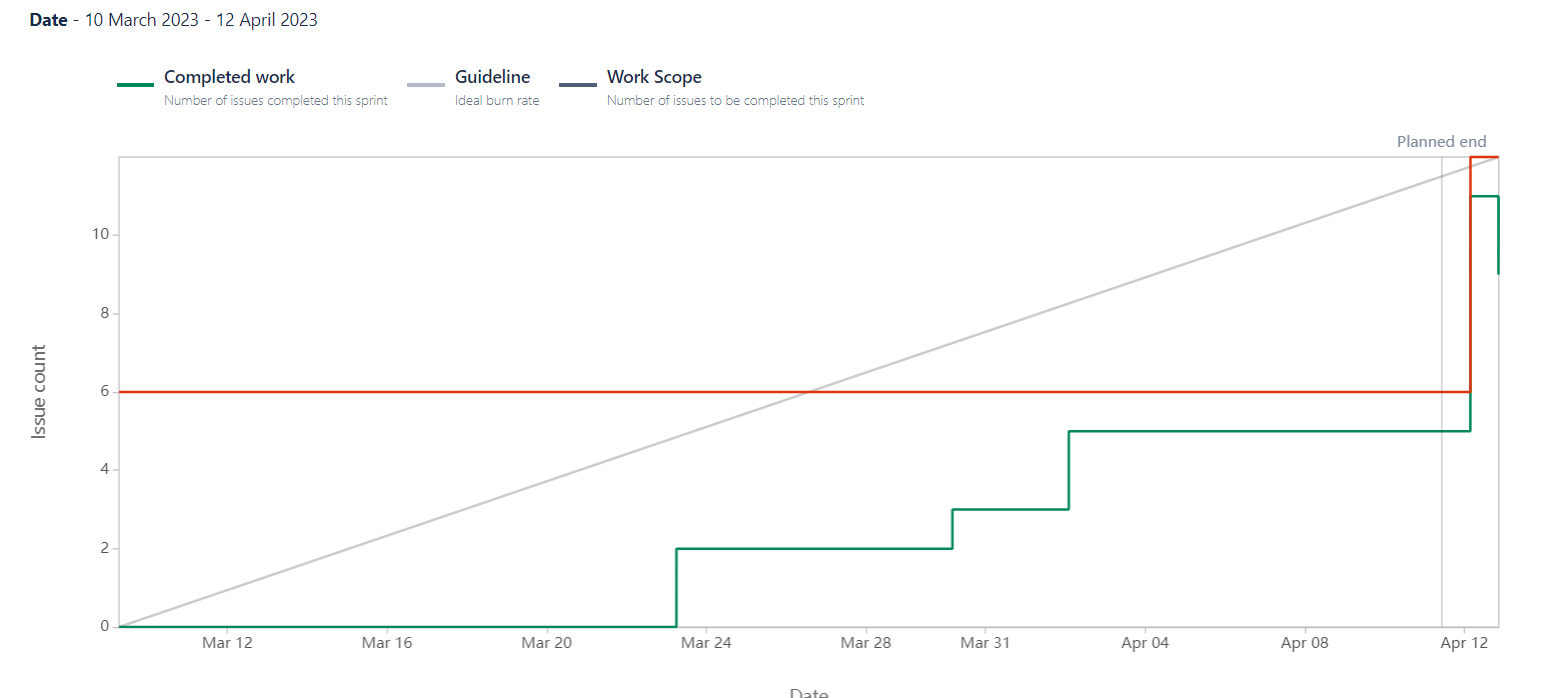 Date - 10 March 2023 - 12 April 2023
Completed work
Number of issues completed this sprint
Guideline
Ideal burn rate
Work Scope
Number of issues to be completed this sprint
Planned end
10
8
6
4
2
0
Issue count
Mar 12
Mar 16
Mar 20
Mar 24
Mar 28
Mar 31
Apr 04
Apr 08
Apr 12
Date